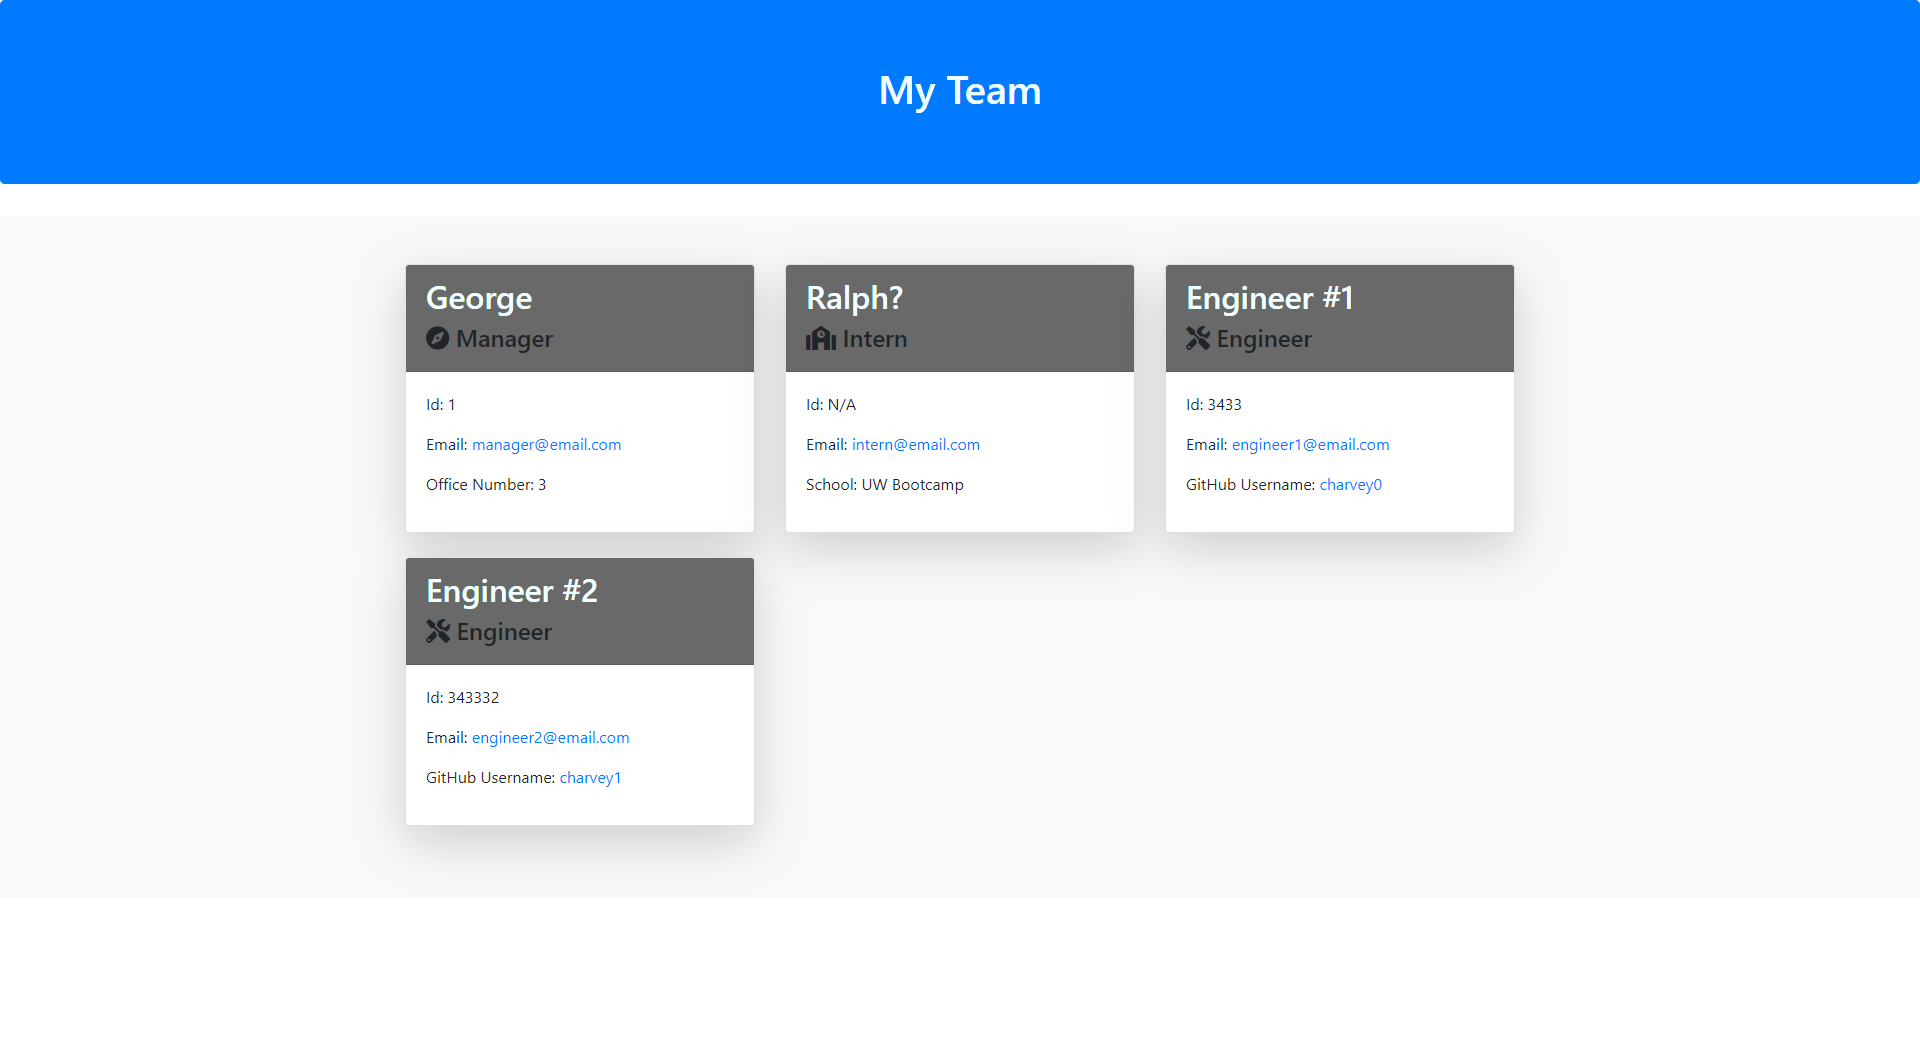 My Team
George
Manager
Id: 1
Email: manager@email.com
Office Number: 3
Ralph?
Intern
Id: N/A
Email: intern@email.com
School: UW Bootcamp
Engineer #1
Engineer
Id: 3433
Email: engineer1@email.com
GitHub Username: charvey0
Engineer #2
Engineer
Id: 343332
Email: engineer2@email.com
GitHub Username: charvey1